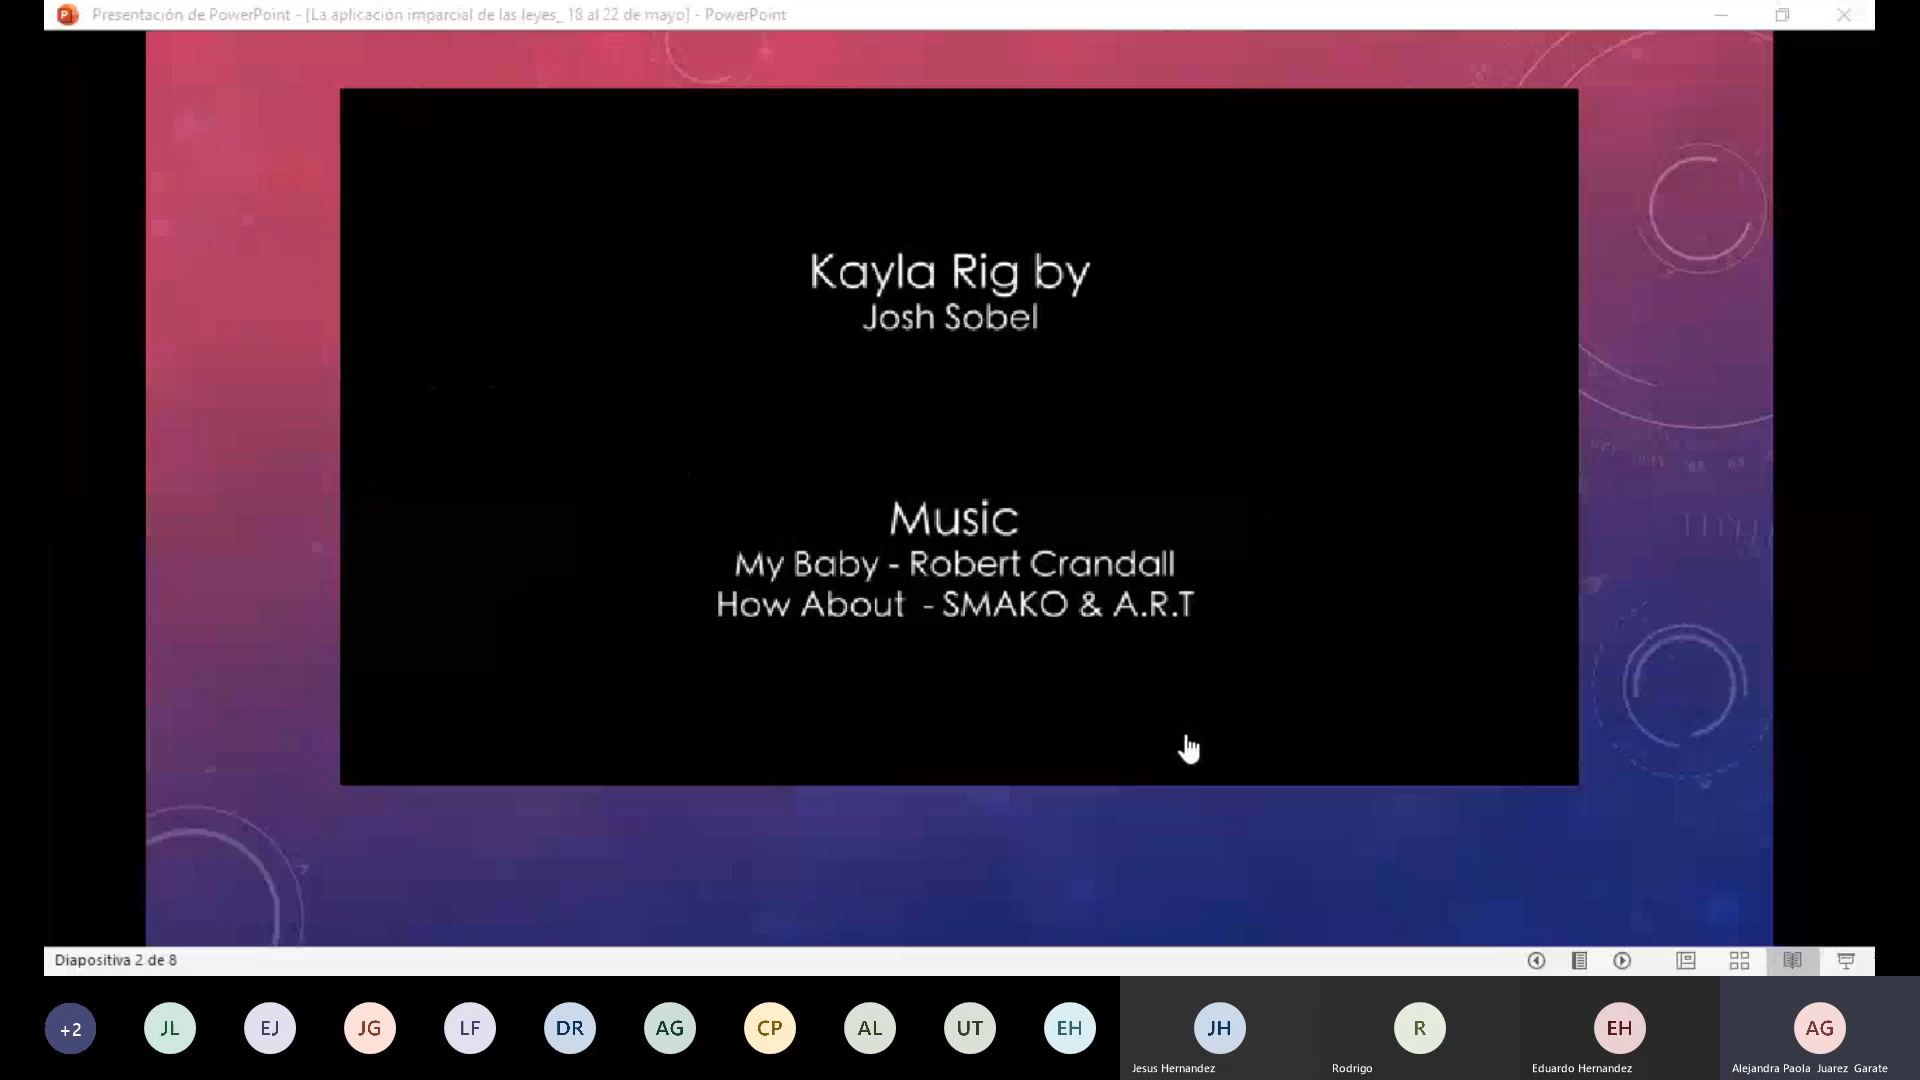 Presentación de PowerPoint - [La aplicación imparcial de las leyes_ 18 al 22 de mayo] - PowerPoint
Kayla Rig by
Josh Sobel
Music
My Baby - Robert Crandall
How About - SMAKO & A.R.T
Diapositiva 2 de 8
+2 JL EJ JG LF DR AG CP AL UT EH JH R EH AG
Jesus Hernandez Rodrigo Eduardo Hernandez Alejandra Paola Juarez Garate